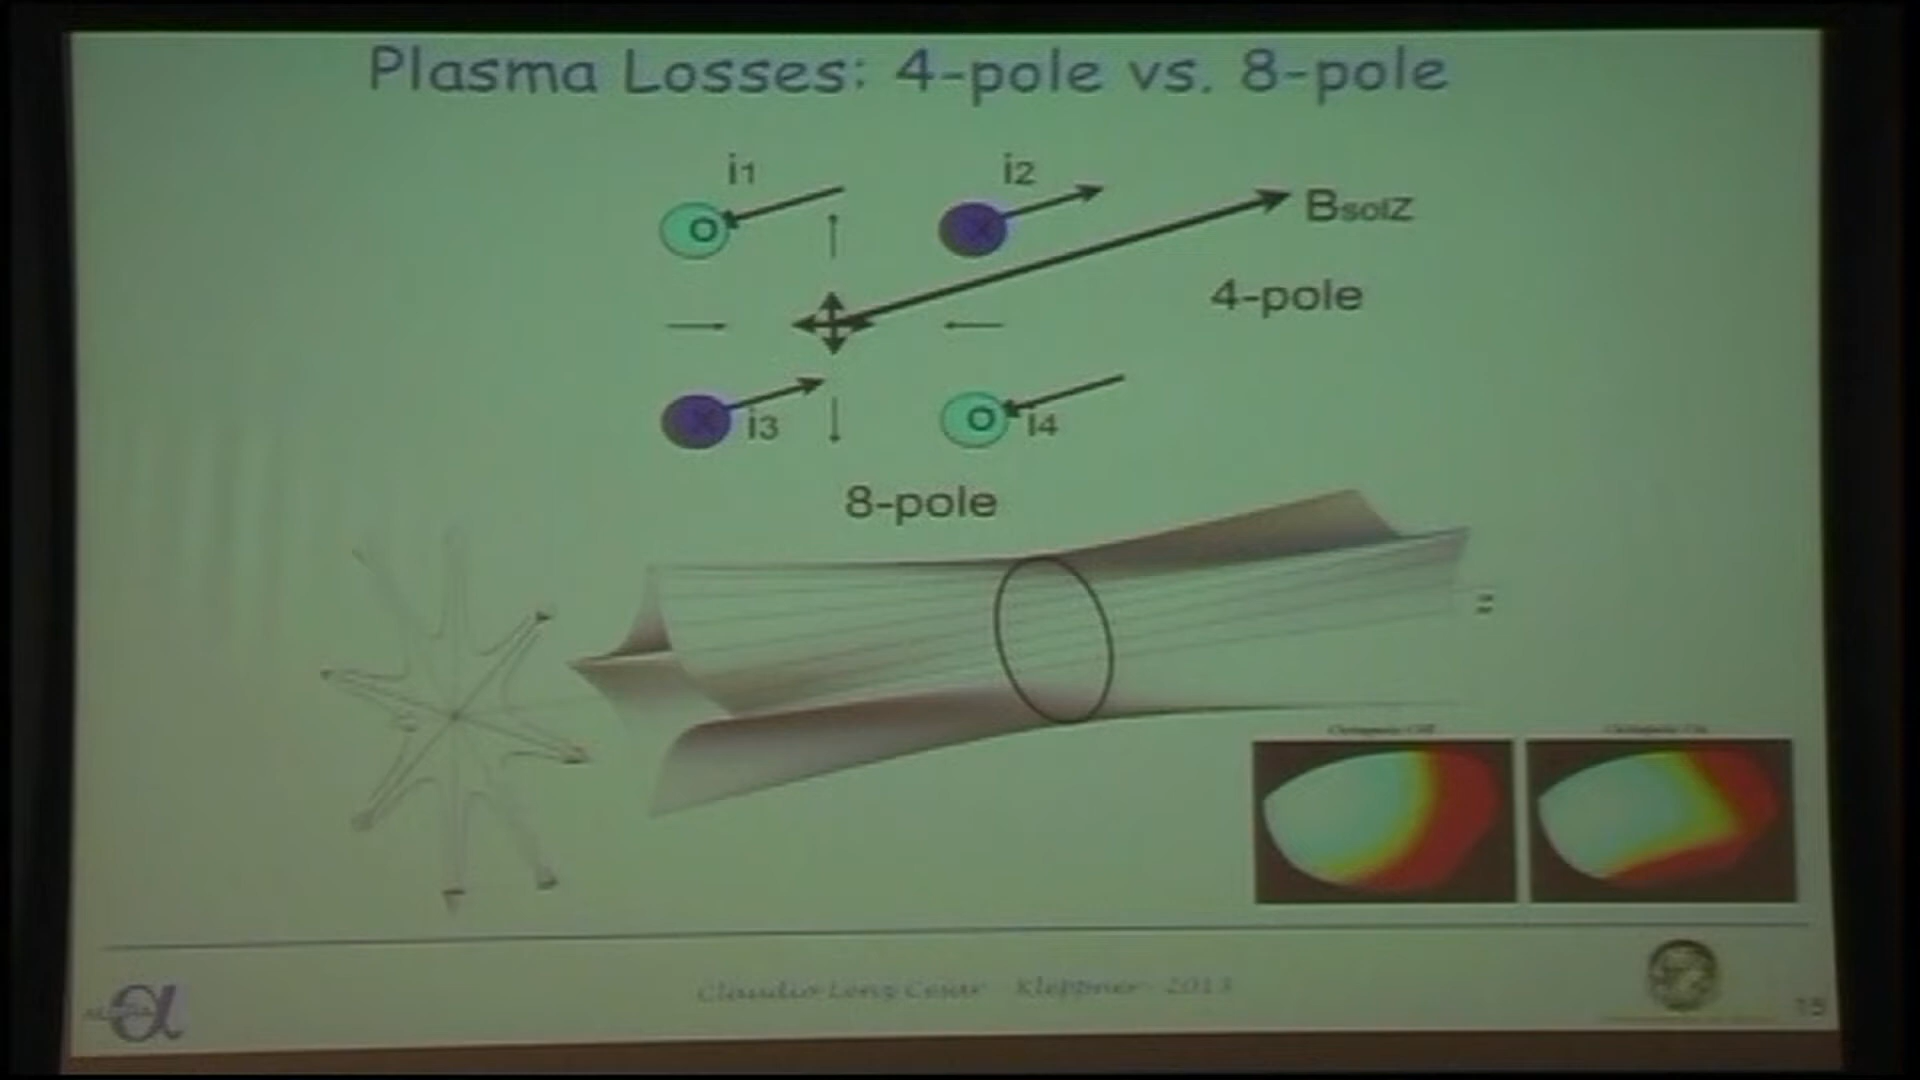 Plasma Losses: 4-pole vs. 8-pole
i1
i2
Bsolz
4-pole
i3
i4
8-pole
Claudio Lenz Cesar Kleppner 2013
15